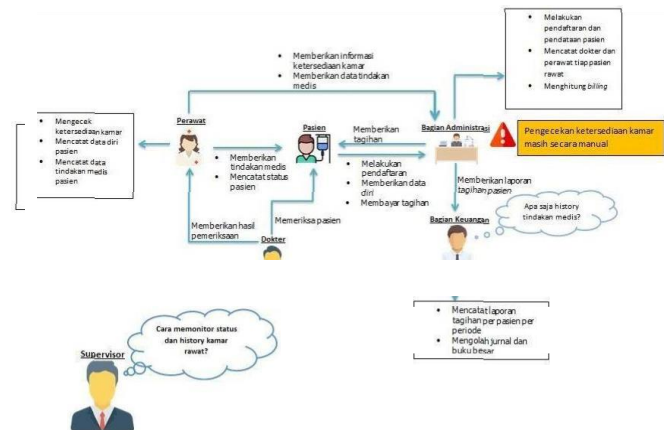 • Melakukan
pendaftaran dan
pendataan pasien
• Mencatat dokter dan
perawat tiap pasien
rawat
• Menghitung billing
• Memberikan informasi
ketersediaan kamar
• Memberikan data tindakan
medis
• Mengecek
ketersediaan kamar
• Mencatat data diri
pasien
• Mencatat data
tindakan medis
pasien
Perawat
Pasien
Memberikan
tagihan
Bagian Administrasi
Pengecekan ketersediaan kamar
masih secara manual
• Memberikan
tindakan medis
• Mencatat status
pasien
• Melakukan
pendaftaran
• Memberikan data
diri
• Membayar tagihan
Memberikan laporan
tagihan pasien
Apa saja history
tindakan medis?
Memberikan hasil
pemeriksaan
Memeriksa pasien
Dokter
Bagian Keuangan
• Mencatat laporan
tagihan per pasien per
periode
• Mengolah jurnal dan
buku besar
Cara memonitor status
dan history kamar
rawat?
Supervisor